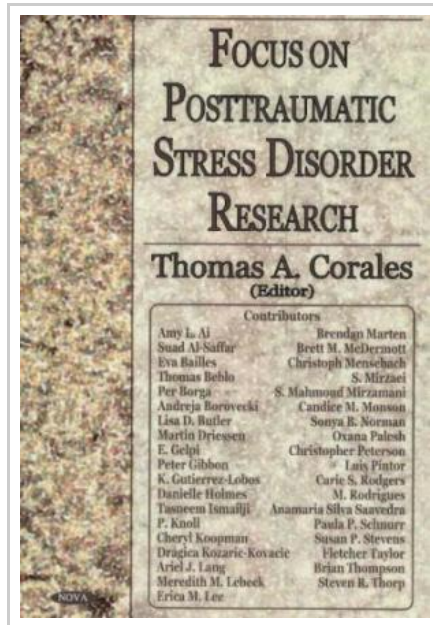 FOCUS ON
POSTTRAUMATIC
STRESS DISORDER
RESEARCH
Thomas A. Corales
(Editor)
Contributors
Amy L. Ai
Suad Al-Saffar
Eva Bailles
Thomas Beblo
Per Borga
Andreja Borovecki
Lisa D. Butler
Martin Driessen
E. Gelpi
Peter Gibbon
K. Gutierrez-Lobos
Danielle Holmes
Tasneem Ismailji
P. Knoll
Cheryl Koopman
Dragica Kozaric-Kovacic
Ariel J. Lang
Meredith M. Lebeck
Erica M. Lee
Brendan Marten
Brett M. McDermott
Christoph Mensebach
S. Mirzaei
S. Mahmoud Mirzamani
Candice M. Monson
Sonya B. Norman
Oxana Palesh
Christopher Peterson
Luis Pintor
Carie S. Rodgers
M. Rodrigues
Anamaria Silva Saavedra
Paula P. Schnurr
Susan P. Stevens
Fletcher Taylor
Brian Thompson
Steven R. Thorp
NOVA